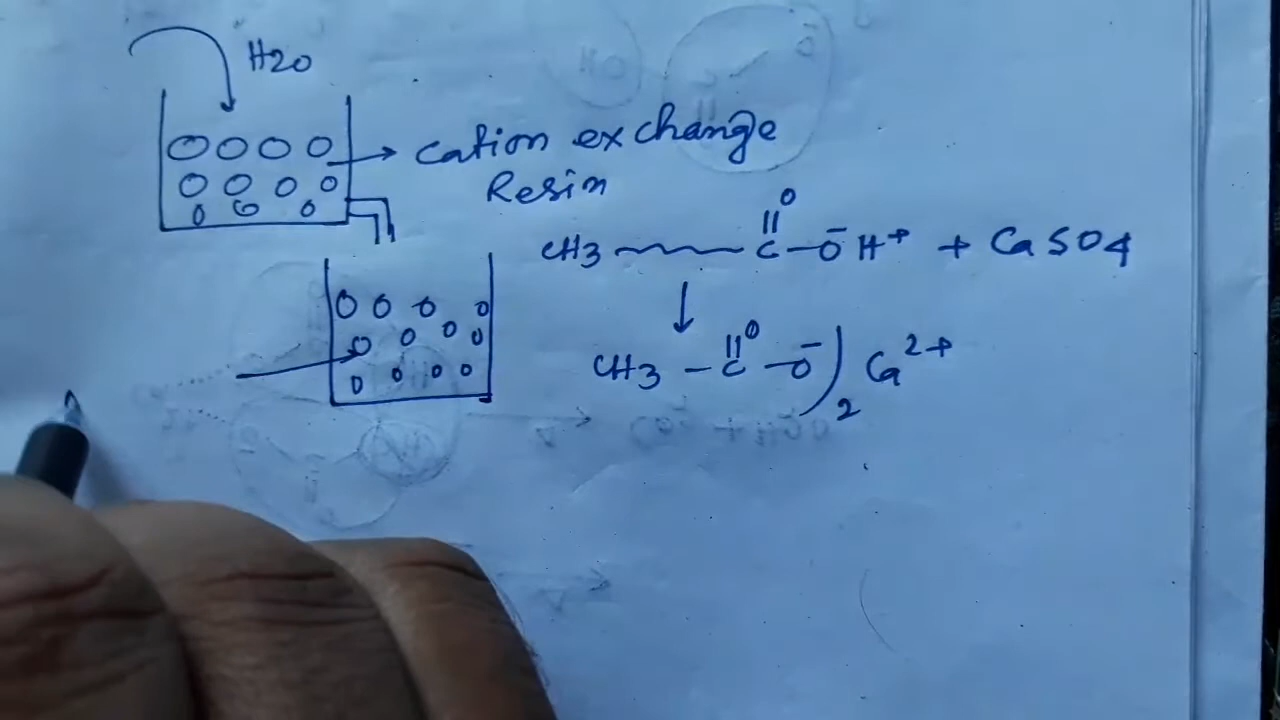 H2O
cation exchange
Resin
O
CH3 C-O⁻ H⁺ + CaSO4
O
CH3 - C - O⁻)₂ Ca²⁺